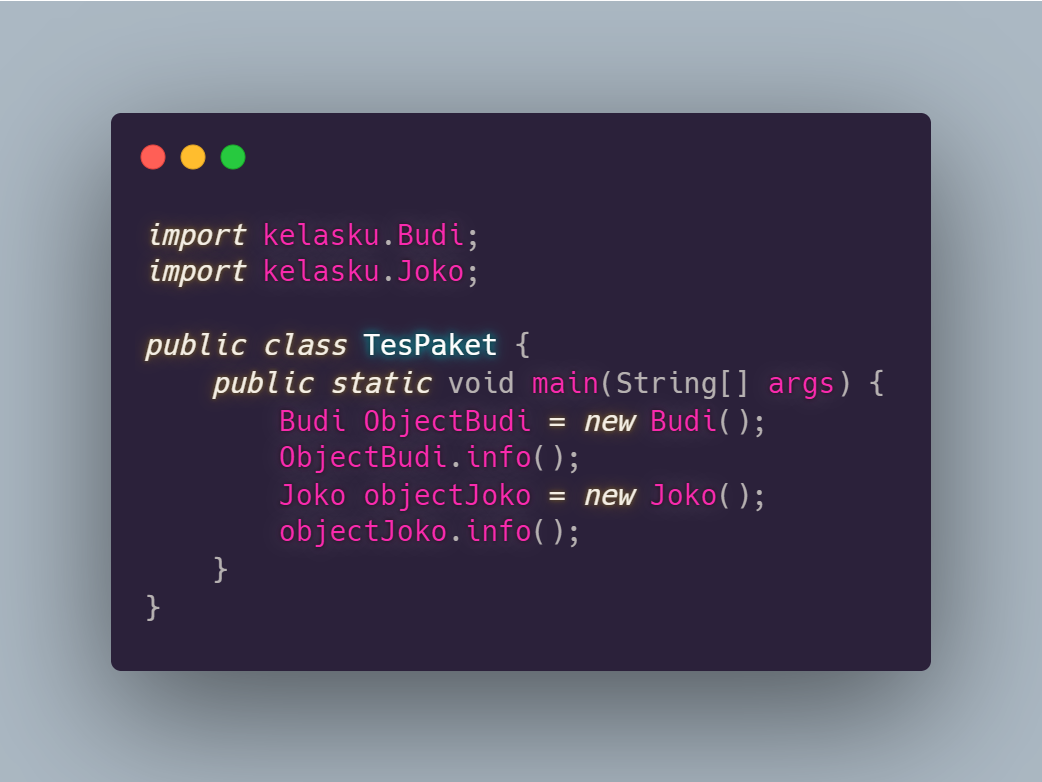 import kelasku.Budi;
import kelasku.Joko;

public class TesPaket {
    public static void main(String[] args) {
        Budi ObjectBudi = new Budi();
        ObjectBudi.info();
        Joko objectJoko = new Joko();
        objectJoko.info();
    }
}